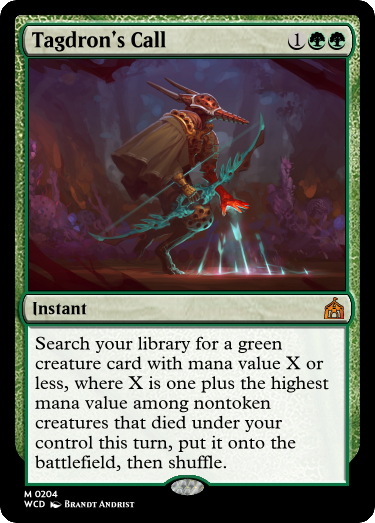 Tagdron's Call 1
Instant
Search your library for a green
creature card with mana value X or
less, where X is one plus the highest
mana value among nontoken
creatures that died under your
control this turn, put it onto the
battlefield, then shuffle.
M 0204
WCD Brandt Andrist